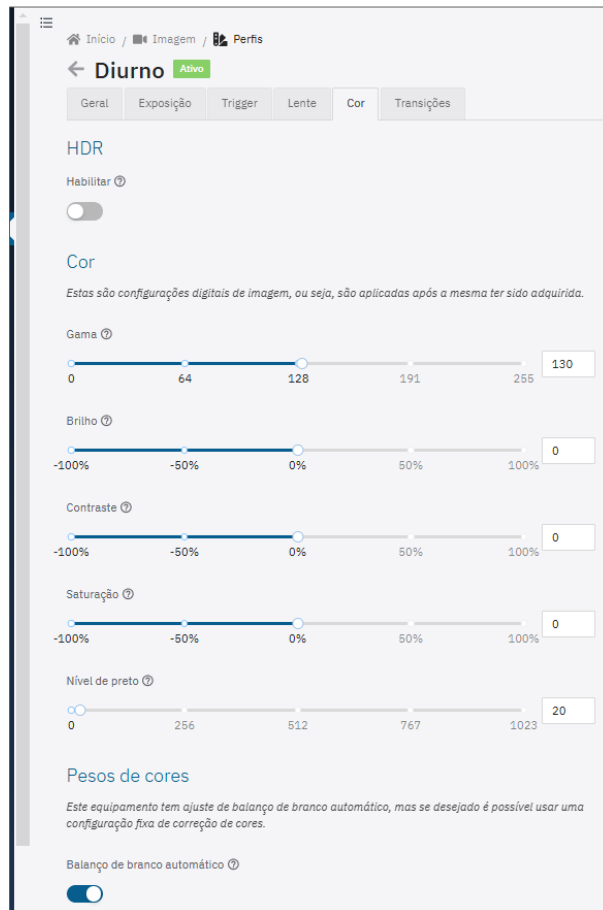 Início / Imagem / Perfis
Diurno Ativo
Geral Exposição Trigger Lente Cor Transições
HDR
Habilitar
Cor
Estas são configurações digitais de imagem, ou seja, são aplicadas após a mesma ter sido adquirida.
Gama
130
0 64 128 191 255
Brilho
0
-100% -50% 0% 50% 100%
Contraste
0
-100% -50% 0% 50% 100%
Saturação
0
-100% -50% 0% 50% 100%
Nível de preto
20
0 256 512 767 1023
Pesos de cores
Este equipamento tem ajuste de balanço de branco automático, mas se desejado é possível usar uma
configuração fixa de correção de cores.
Balanço de branco automático